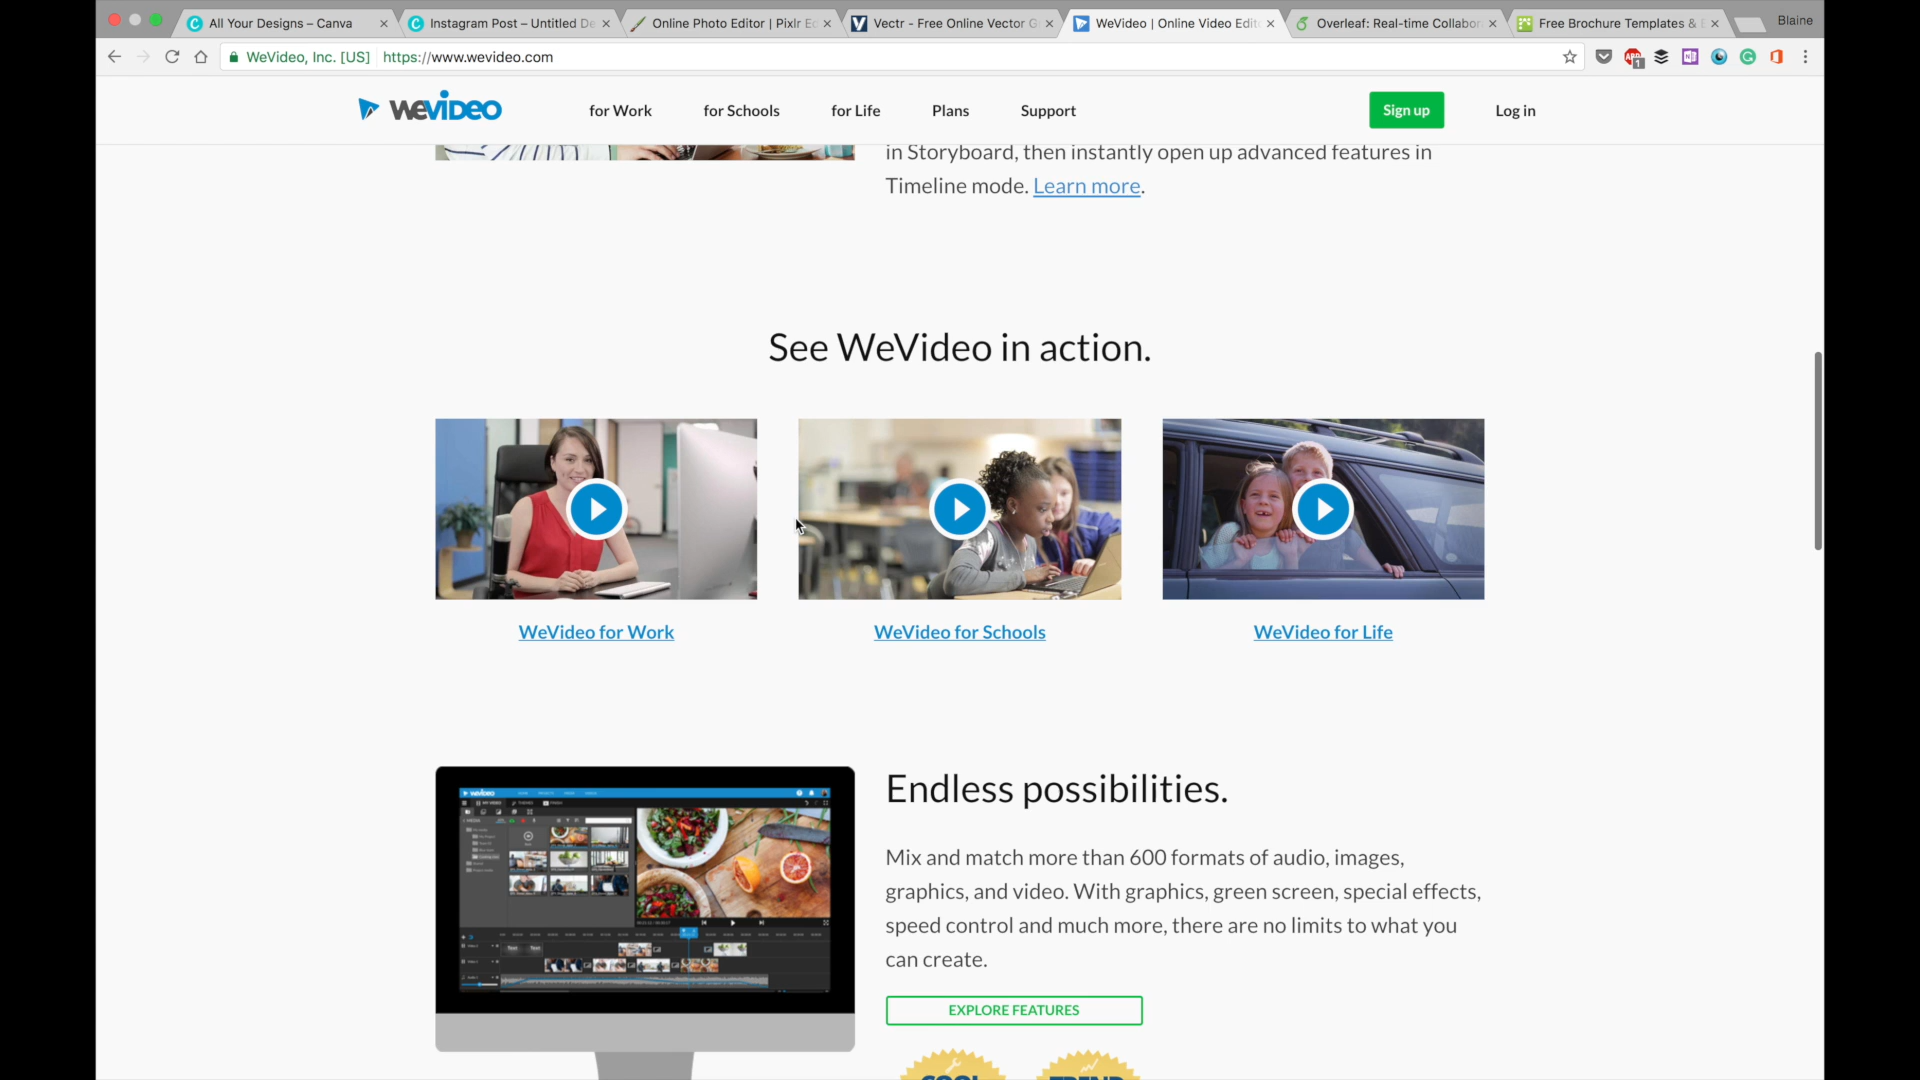 All Your Designs – Canva
Instagram Post – Untitled De
Online Photo Editor | Pixlr Ed
Vectr - Free Online Vector G
WeVideo | Online Video Edit
Overleaf: Real-time Collabor
Free Brochure Templates & E
Blaine
WeVideo, Inc. [US]
https://www.wevideo.com
WEVIDEO
for Work
for Schools
for Life
Plans
Support
Sign up
Log in
in Storyboard, then instantly open up advanced features in
Timeline mode. Learn more.
See WeVideo in action.
WeVideo for Work
WeVideo for Schools
WeVideo for Life
Endless possibilities.
Mix and match more than 600 formats of audio, images,
graphics, and video. With graphics, green screen, special effects,
speed control and much more, there are no limits to what you
can create.
EXPLORE FEATURES
COOL
TREND